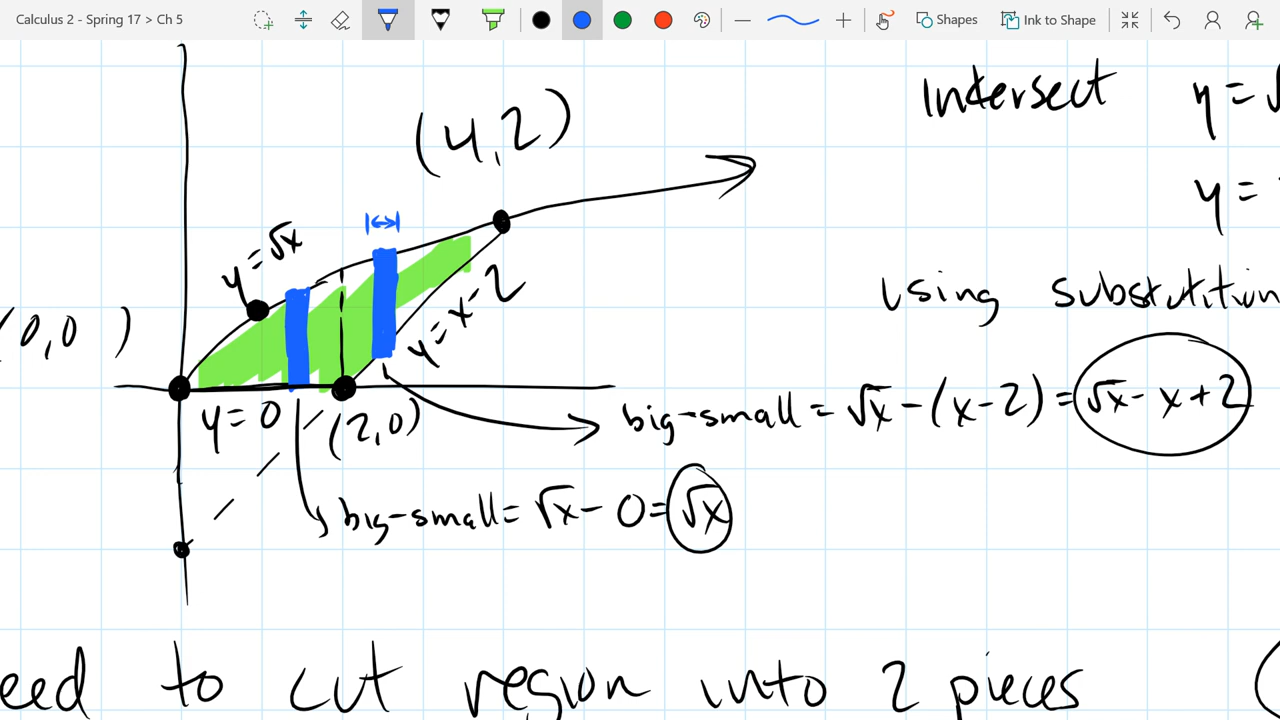 Calculus 2 - Spring 17 > Ch 5
Shapes
Ink to Shape
(4,2)
Intersect y=√
y=
y=√x
y=x-2
(0,0)
using substitution
y=0
(2,0)
big-small = √x-(x-2)=√x-x+2
big-small= √x-0=√x
eed to cut region into 2 pieces (